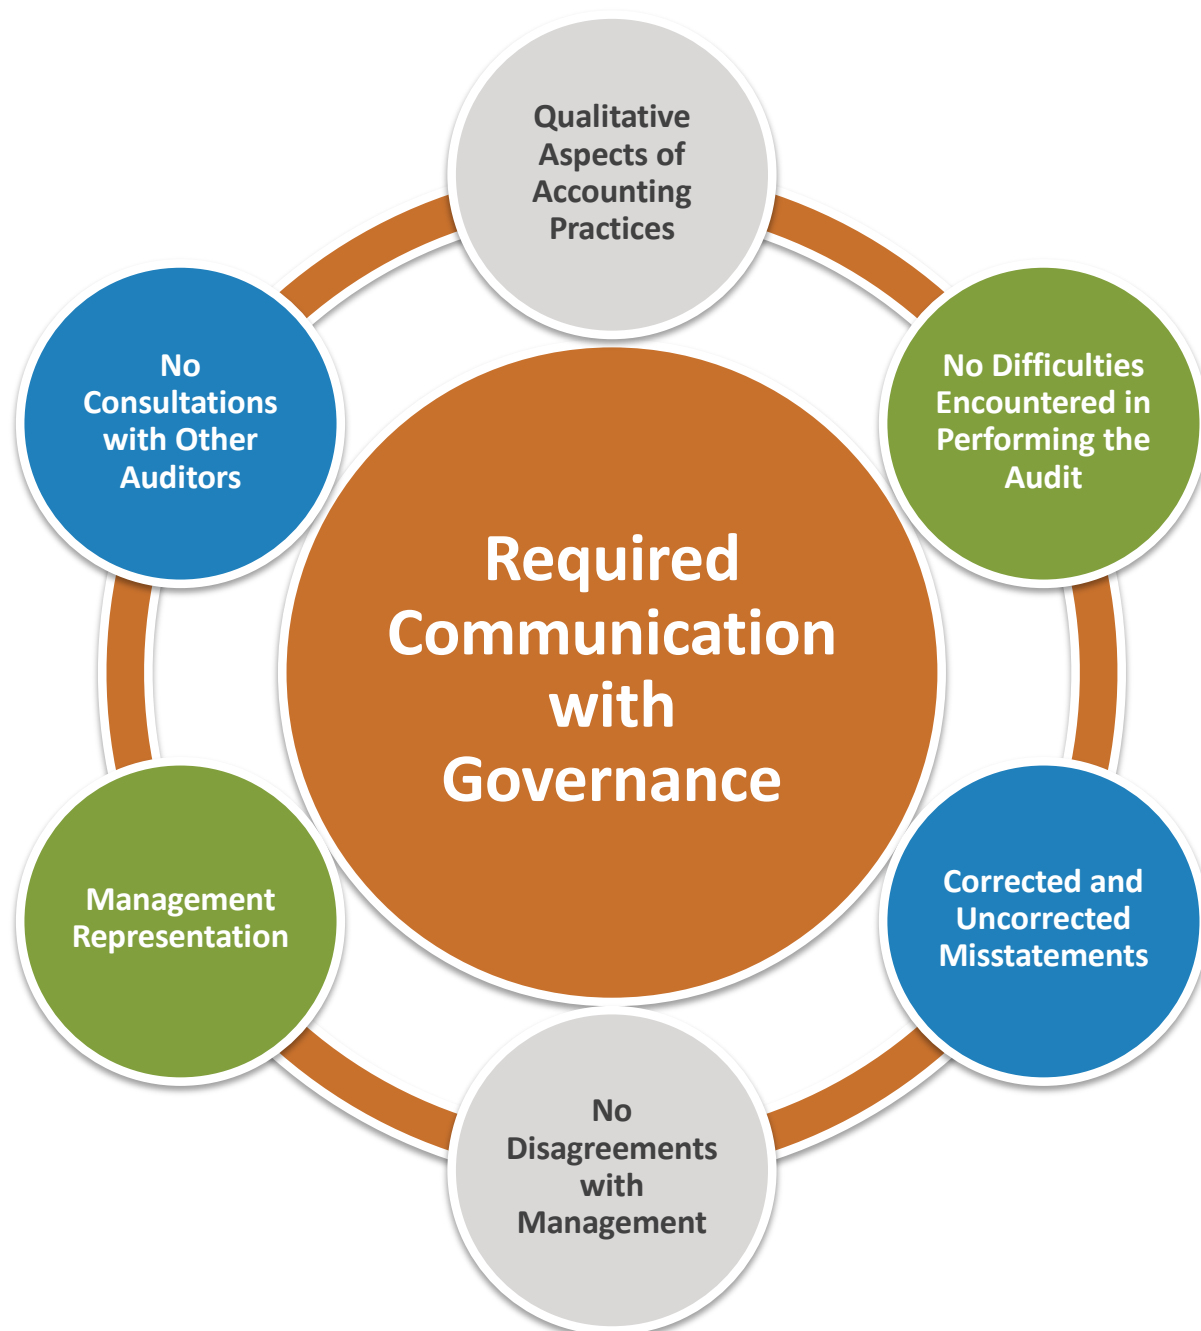 Qualitative
Aspects of
Accounting
Practices
No Difficulties
Encountered in
Performing the
Audit
Corrected and
Uncorrected
Misstatements
No
Disagreements
with
Management
Management
Representation
No
Consultations
with Other
Auditors
Required
Communication
with
Governance